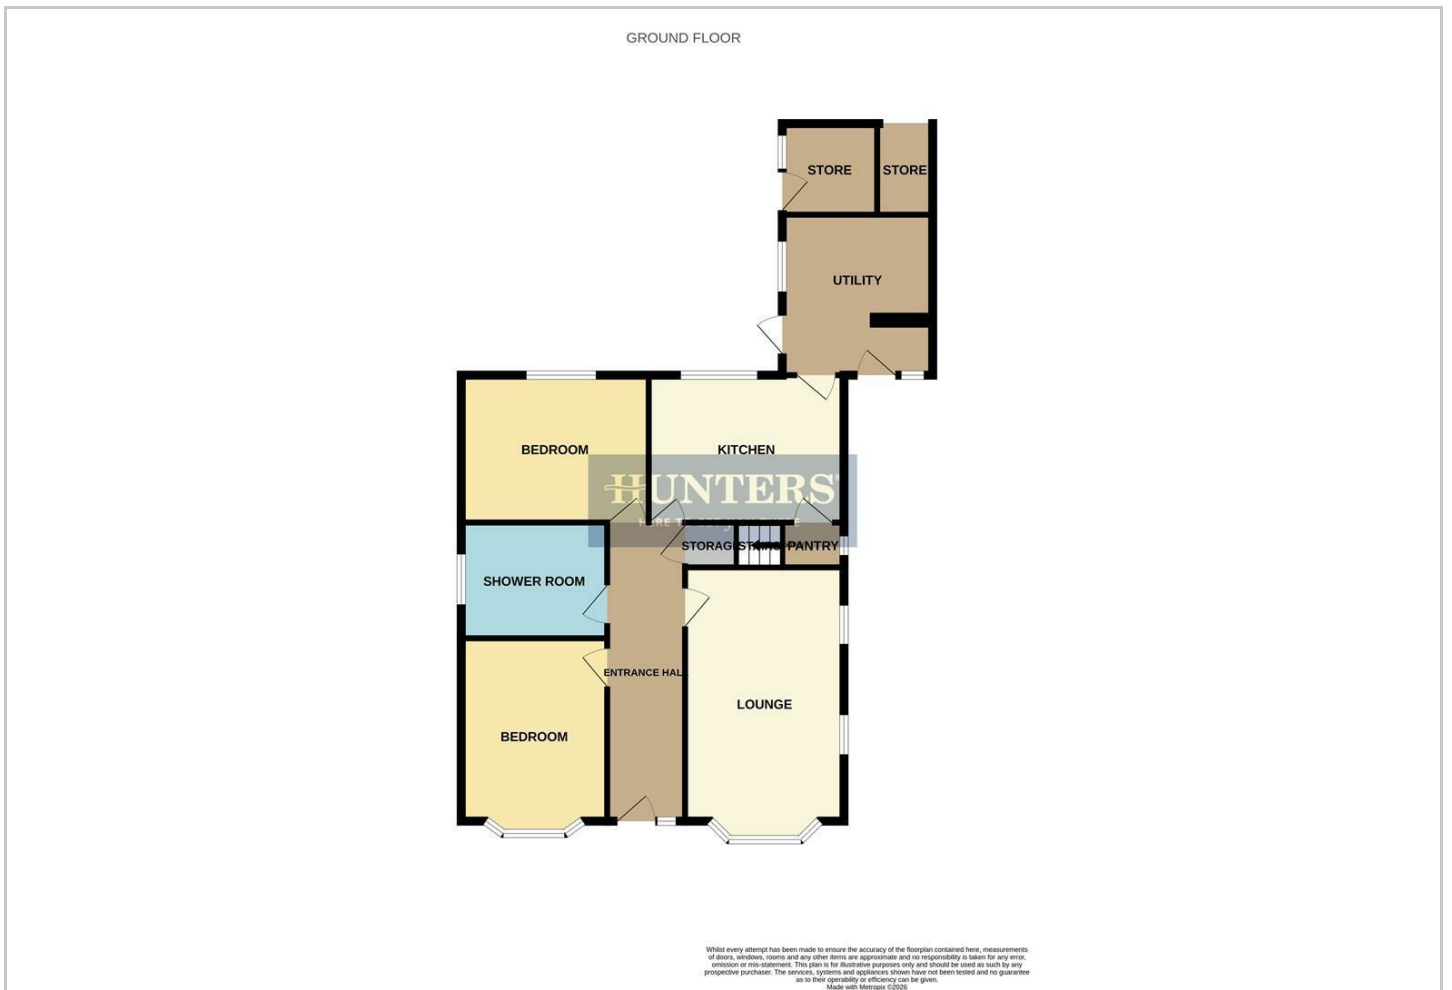 GROUND FLOOR
STORE
STORE
UTILITY
BEDROOM
KITCHEN
HUNTERS
HERE TO
STORAGE
PANTRY
SHOWER ROOM
ENTRANCE HALL
LOUNGE
BEDROOM
Whilst every attempt has been made to ensure the accuracy of the floorplan contained here, measurements
of doors, windows, rooms and any other items are approximate and no responsibility is taken for any error,
omission or mis-statement. This plan is for illustrative purposes only and should be used as such by any
prospective purchaser. The services, systems and appliances shown have not been tested and no guarantee
as to their operability or efficiency can be given.
Made with Metropix ©2026